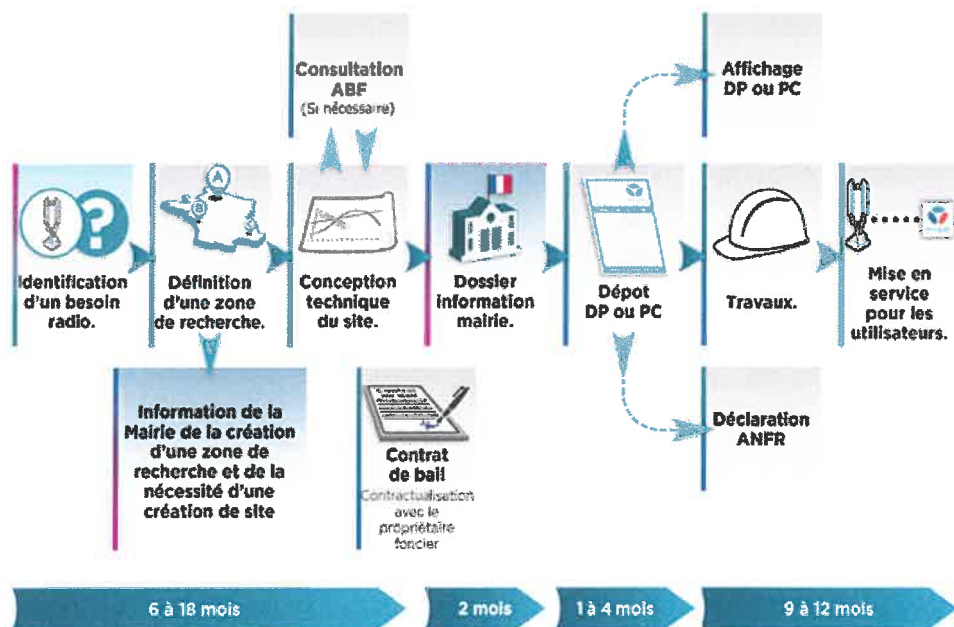 Consultation
ABF
(Si nécessaire)
Affichage
DP ou PC
A
B
Identification
d'un besoin
radio.
Définition
d'une zone
de recherche.
Conception
technique
du site.
Dossier
information
mairie.
Dépot
DP ou PC
Travaux.
Mise en
service
pour les
utilisateurs.
Information de la
Mairie de la création
d'une zone de
recherche et de la
nécessité d'une
création de site
Contrat
de bail
Contractualisation
avec le
propriétaire
foncier
Déclaration
ANFR
6 à 18 mois
2 mois
1 à 4 mois
9 à 12 mois